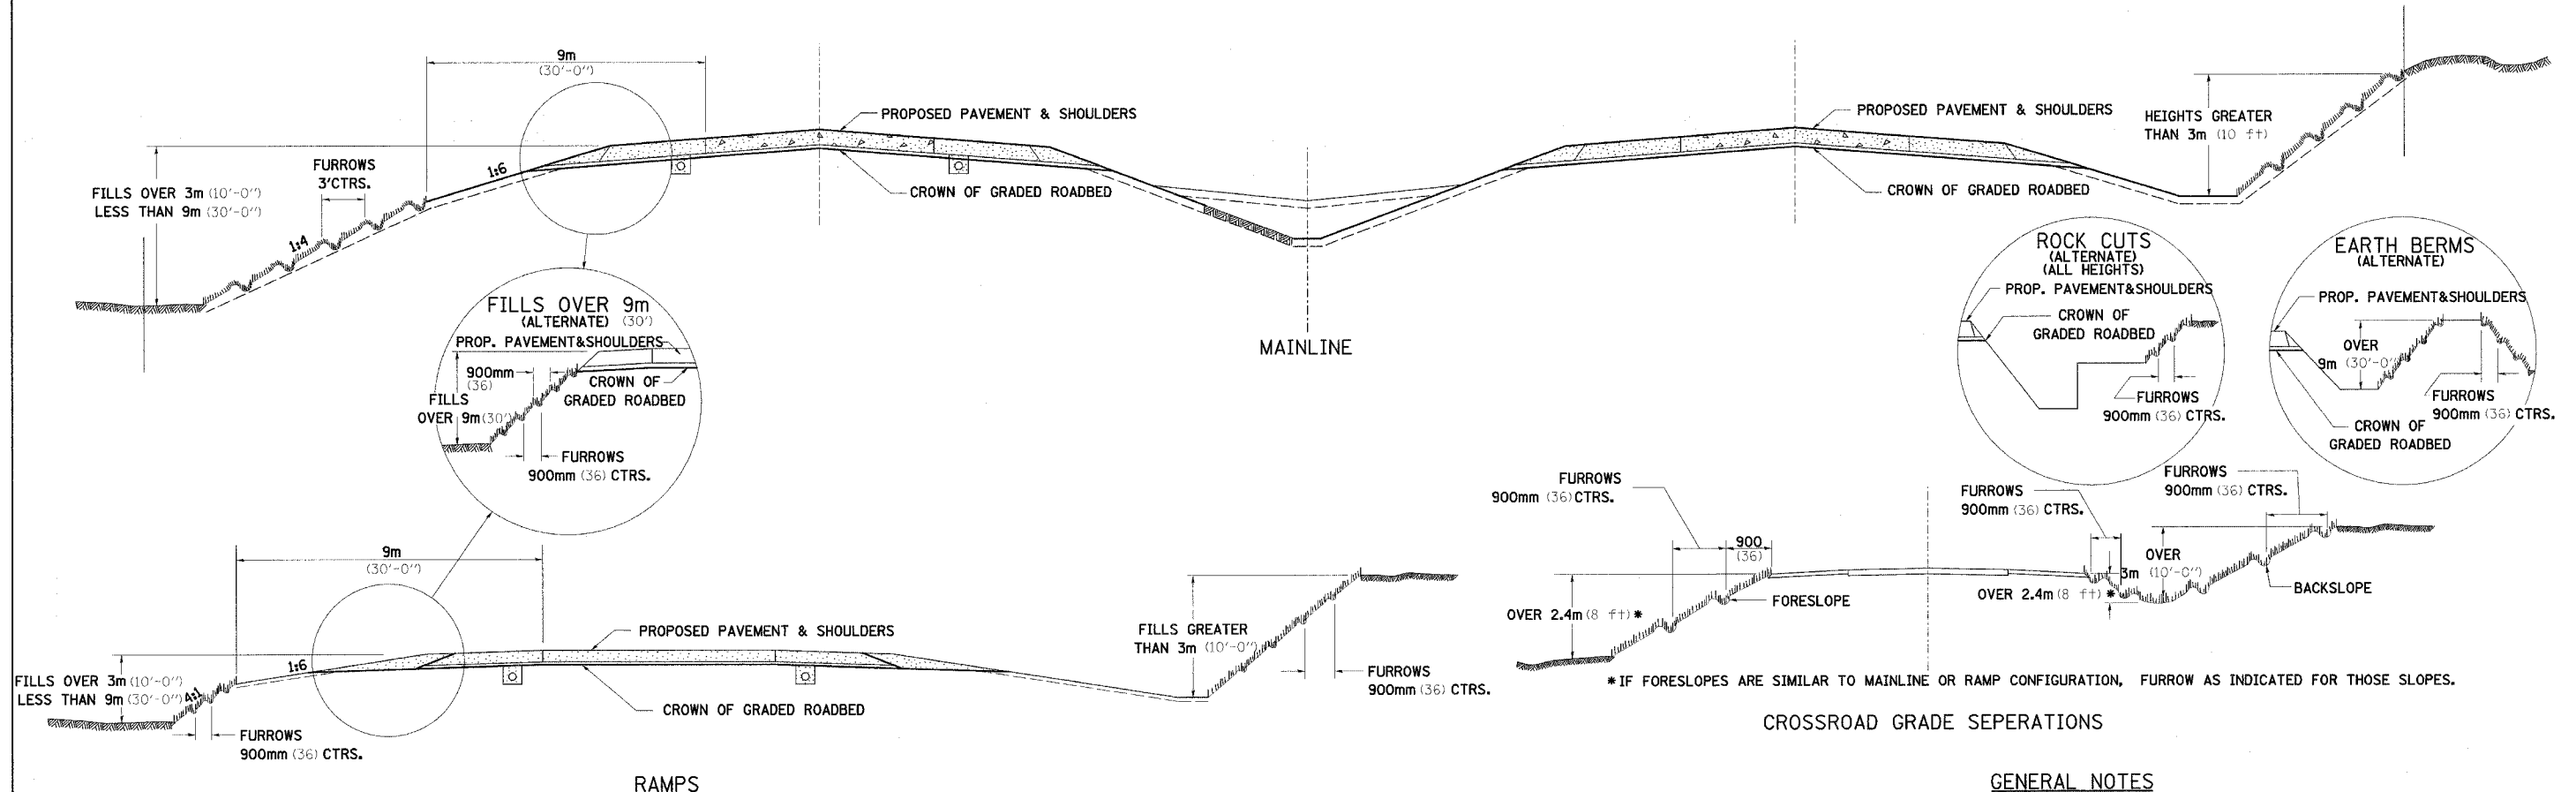 9m
(30'-0")
PROPOSED PAVEMENT & SHOULDERS
CROWN OF GRADED ROADBED
FURROWS
3'CTRS.
FILLS OVER 3m (10'-0")
LESS THAN 9m (30'-0")
1:6
1:4
PROPOSED PAVEMENT & SHOULDERS
CROWN OF GRADED ROADBED
HEIGHTS GREATER
THAN 3m (10 ft)
MAINLINE
FILLS OVER 9m
(ALTERNATE) (30')
PROP. PAVEMENT&SHOULDERS
900mm
(36)
CROWN OF
GRADED ROADBED
FILLS
OVER 9m(30')
FURROWS
900mm (36) CTRS.
ROCK CUTS
(ALTERNATE)
(ALL HEIGHTS)
PROP. PAVEMENT&SHOULDERS
CROWN OF
GRADED ROADBED
FURROWS
900mm (36) CTRS.
EARTH BERMS
(ALTERNATE)
PROP. PAVEMENT&SHOULDERS
OVER
9m (30'-0")
FURROWS
900mm (36) CTRS.
CROWN OF
GRADED ROADBED
9m
(30'-0")
PROPOSED PAVEMENT & SHOULDERS
1:6
FILLS OVER 3m (10'-0")
LESS THAN 9m (30'-0")
4:1
FURROWS
900mm (36) CTRS.
CROWN OF GRADED ROADBED
FILLS GREATER
THAN 3m (10'-0")
FURROWS
900mm (36) CTRS.
RAMPS
FURROWS
900mm (36)CTRS.
900
(36)
OVER 2.4m(8 ft)*
FORESLOPE
FURROWS
900mm (36) CTRS.
FURROWS
900mm (36) CTRS.
OVER
3m (10'-0")
OVER 2.4m(8 ft)*
BACKSLOPE
*IF FORESLOPES ARE SIMILAR TO MAINLINE OR RAMP CONFIGURATION, FURROW AS INDICATED FOR THOSE SLOPES.
CROSSROAD GRADE SEPERATIONS
GENERAL NOTES